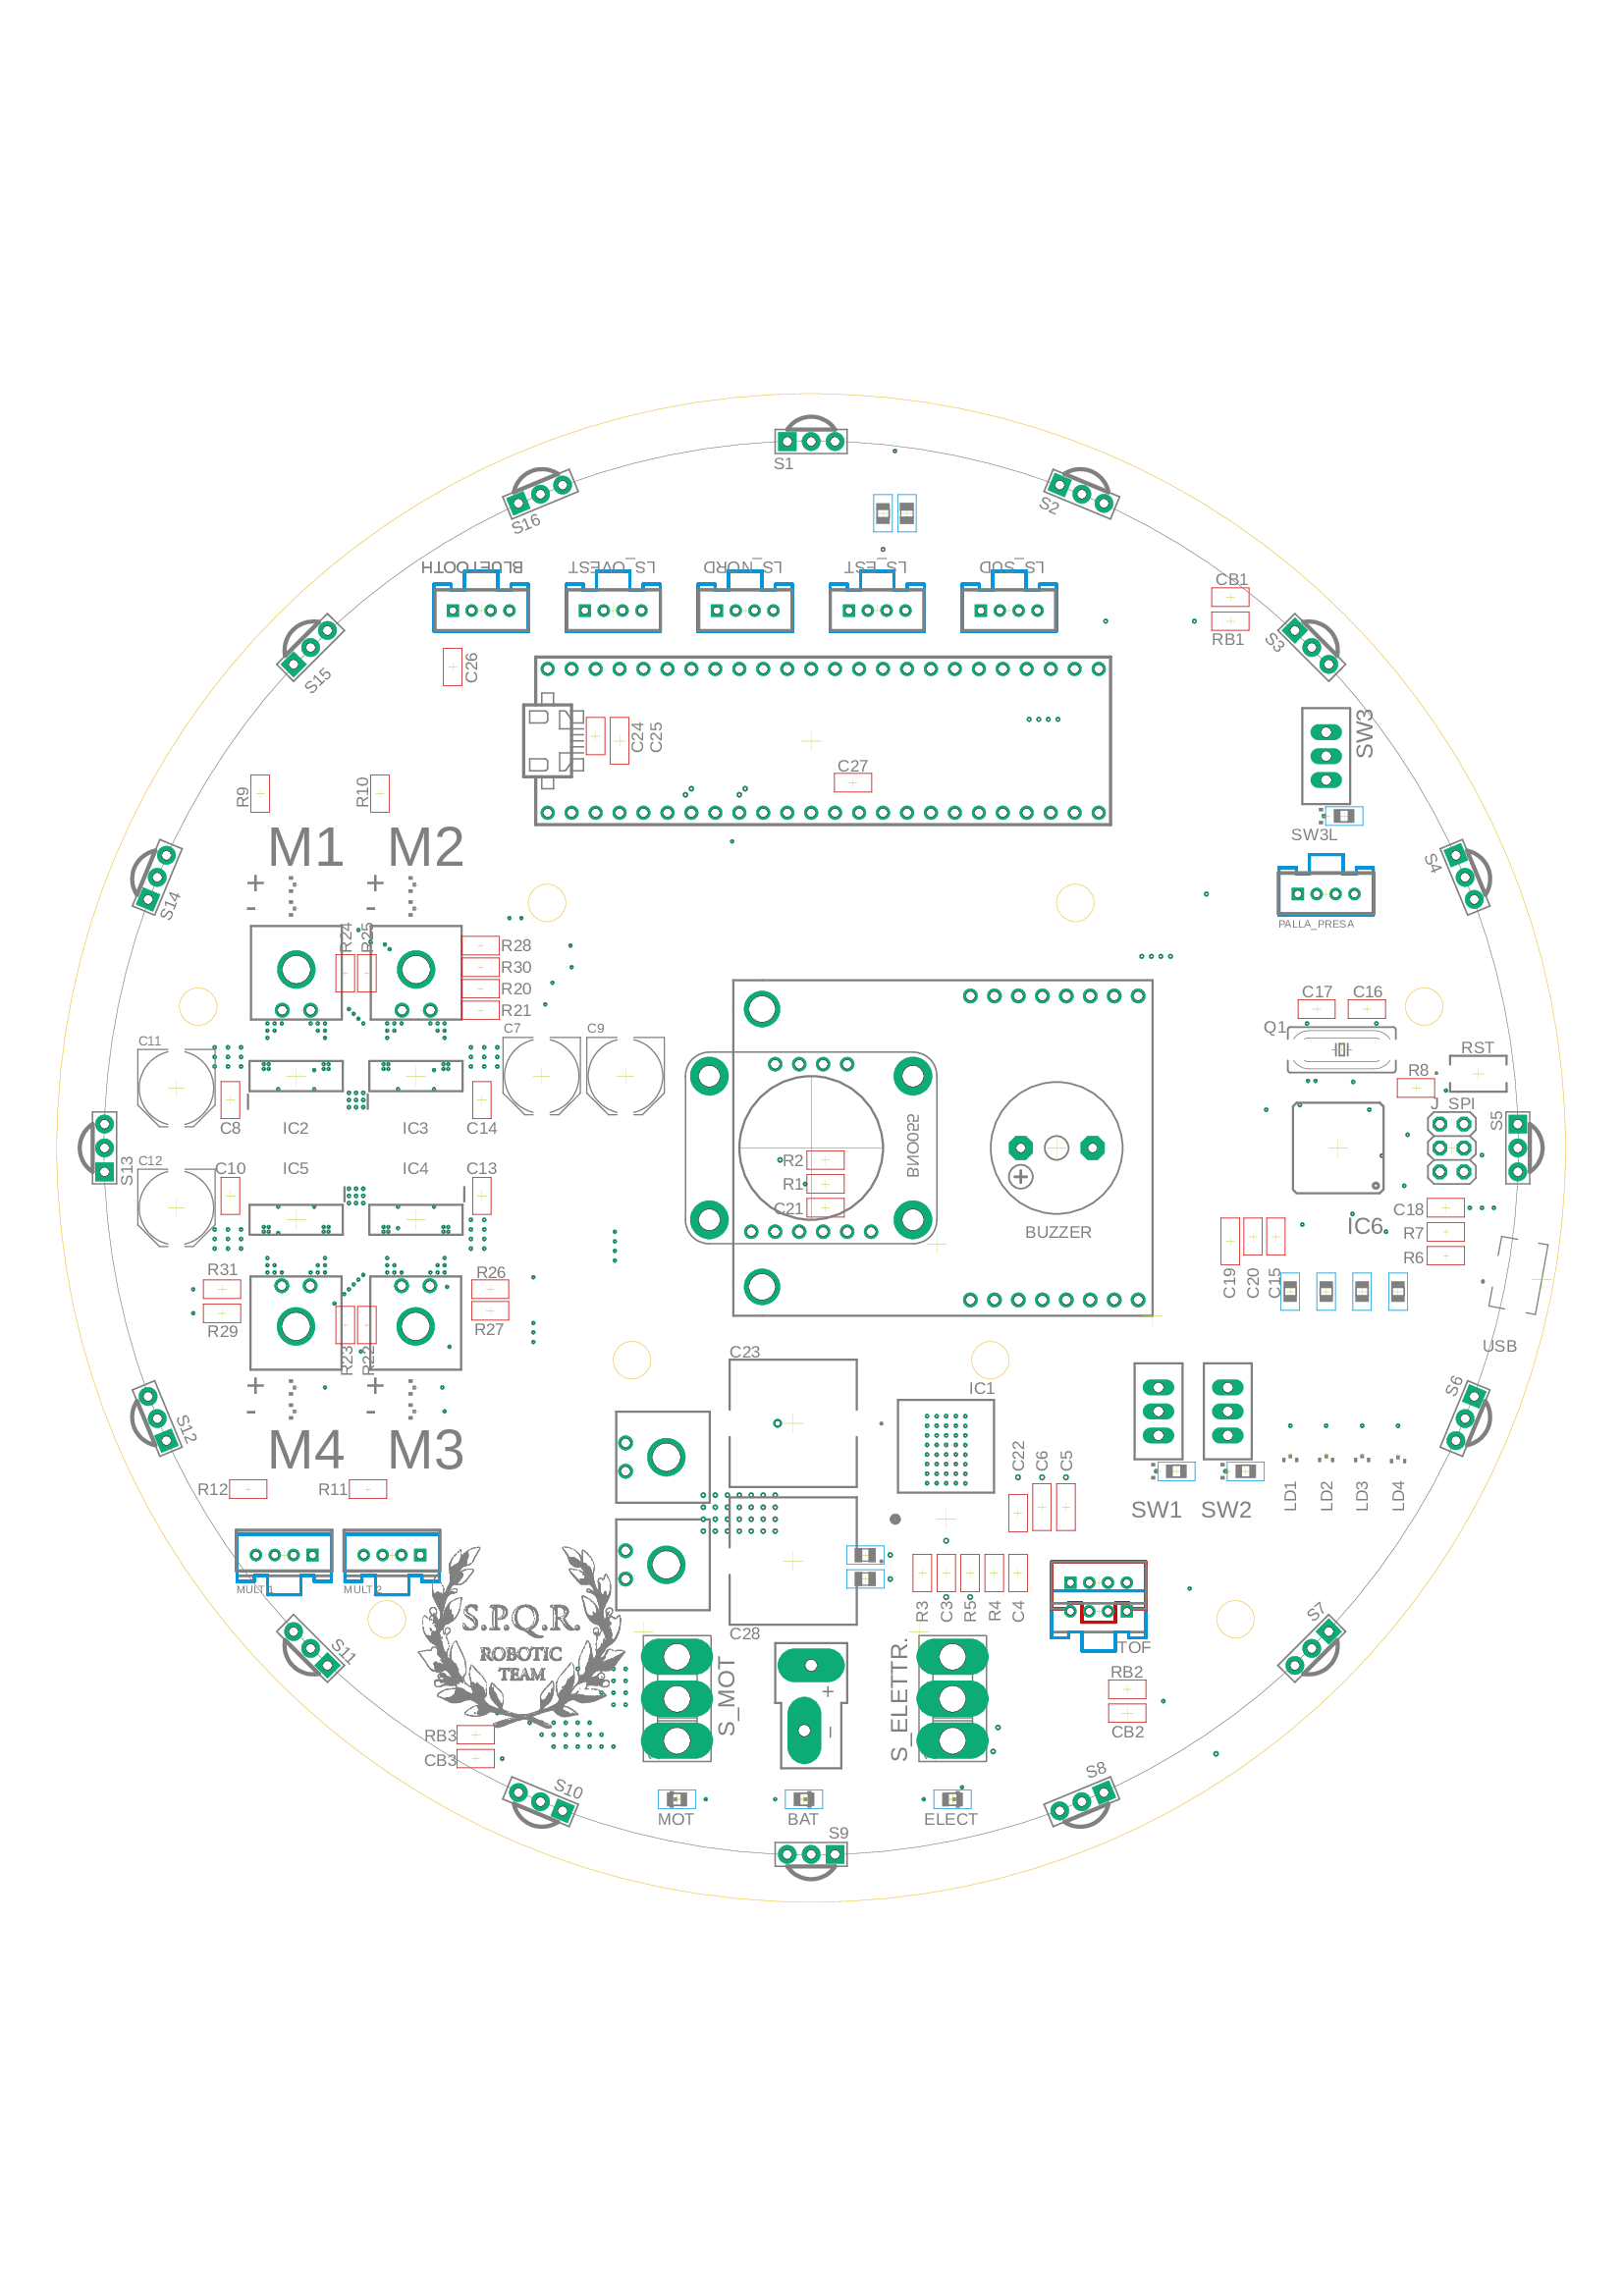 S1
S16
S2
BLUETOOTH
LS_OVEST
LS_NORD
LS_EST
LS_SUD
CB1
RB1
S3
S15
C26
C24
C25
C27
SW3
SW3L
R9
R10
M1
M2
+
+
-
-
S14
S4
PALLA_PRESA
R24
R25
R28
R30
R20
R21
C17
C16
Q1
RST
R8
J_SPI
S5
C11
C7
C9
C8
IC2
IC3
C14
BNO055
S13
C12
C10
IC5
IC4
C13
R2
R1
C21
BUZZER
IC6
C18
R7
R6
C19
C20
C15
USB
R31
R29
R26
R27
R23
R22
+
+
-
-
S12
M4
M3
R12
R11
C23
IC1
S6
C22
C6
C5
SW1
SW2
LD1
LD2
LD3
LD4
MULTI1
MULTI2
S.P.Q.R.
ROBOTIC
TEAM
C28
R3
C3
R5
R4
C4
TOF
S11
S7
S_MOT
+
-
S_ELETTR.
RB2
CB2
RB3
CB3
S10
S8
MOT
BAT
ELECT
S9